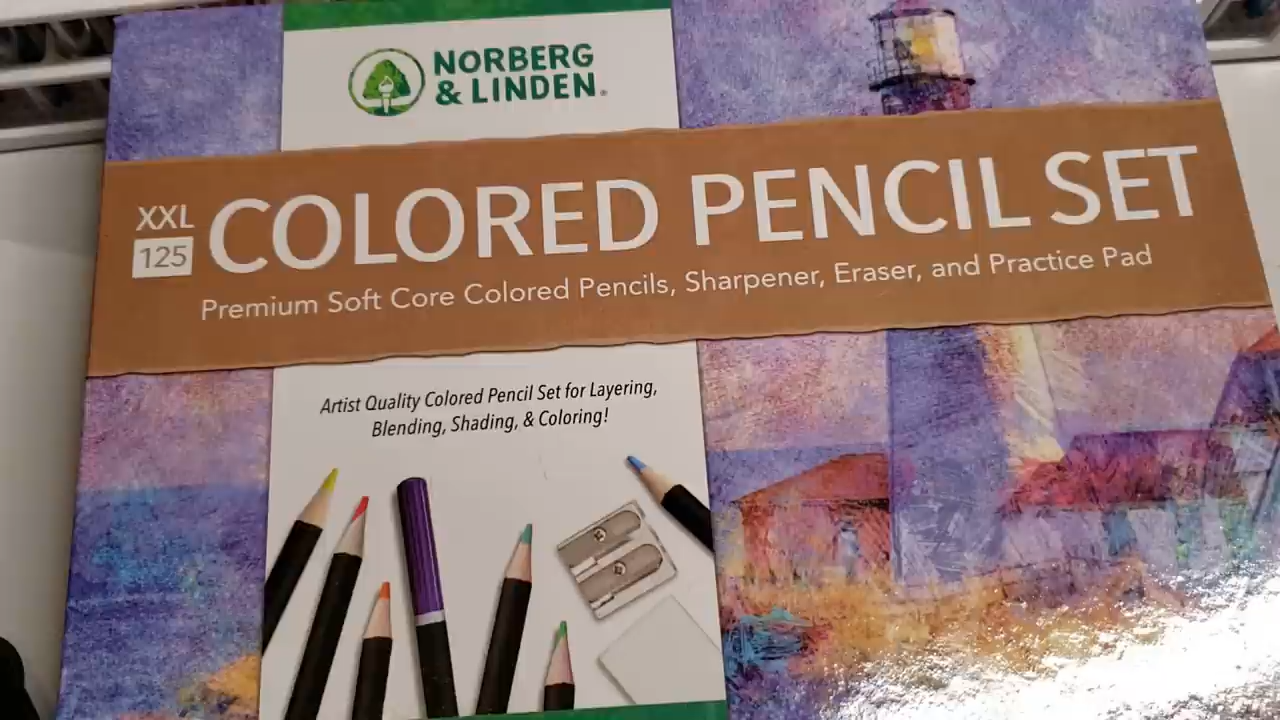 NORBERG
& LINDEN®
XXL
125
COLORED PENCIL SET
Premium Soft Core Colored Pencils, Sharpener, Eraser, and Practice Pad
Artist Quality Colored Pencil Set for Layering,
Blending, Shading, & Coloring!